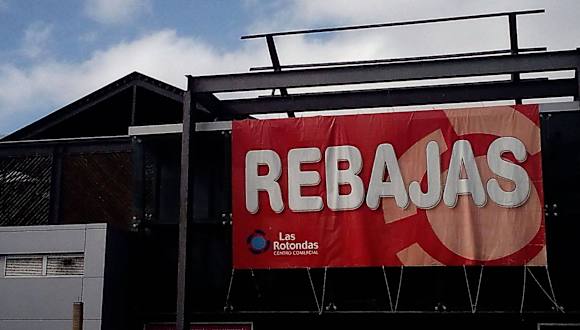 REBAJAS
Las
Rotondas
CENTRO COMERCIAL